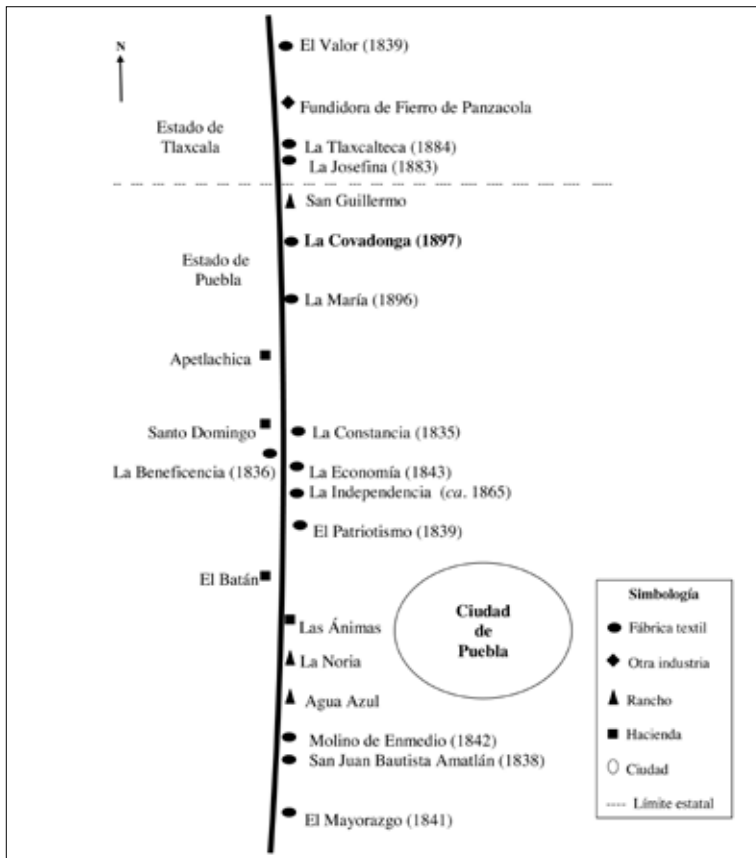 N
El Valor (1839)
Fundidora de Fierro de Panzacola
Estado de
Tlaxcala
La Tlaxcalteca (1884)
La Josefina (1883)
San Guillermo
La Covadonga (1897)
Estado de
Puebla
La María (1896)
Apetlachica
Santo Domingo
La Constancia (1835)
La Beneficencia (1836)
La Economía (1843)
La Independencia (ca. 1865)
El Patriotismo (1839)
El Batán
Ciudad
de
Puebla
Las Ánimas
La Noria
Agua Azul
Molino de Enmedio (1842)
San Juan Bautista Amatlán (1838)
El Mayorazgo (1841)
Simbología
Fábrica textil
Otra industria
Rancho
Hacienda
Ciudad
Límite estatal